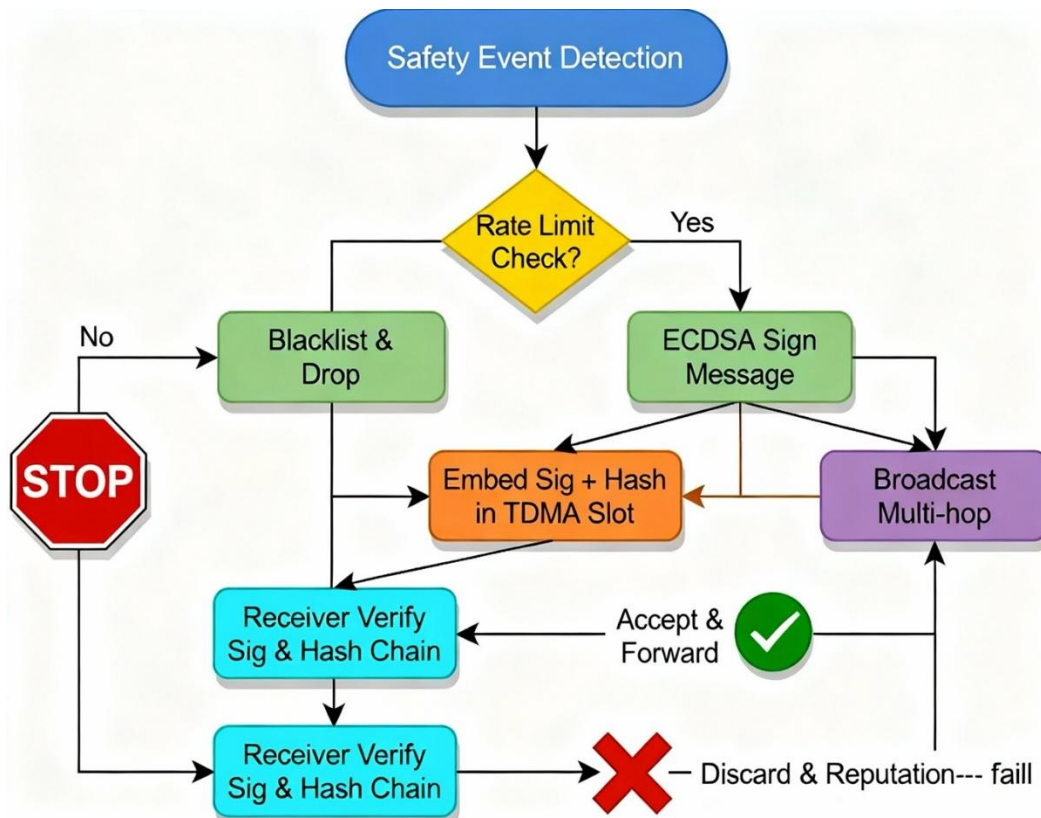 Safety Event Detection
Rate Limit
Check?
Yes
No
Blacklist &
Drop
ECDSA Sign
Message
STOP
Embed Sig + Hash
in TDMA Slot
Broadcast
Multi-hop
Receiver Verify
Sig & Hash Chain
Accept &
Forward
Receiver Verify
Sig & Hash Chain
Discard & Reputation--- faill